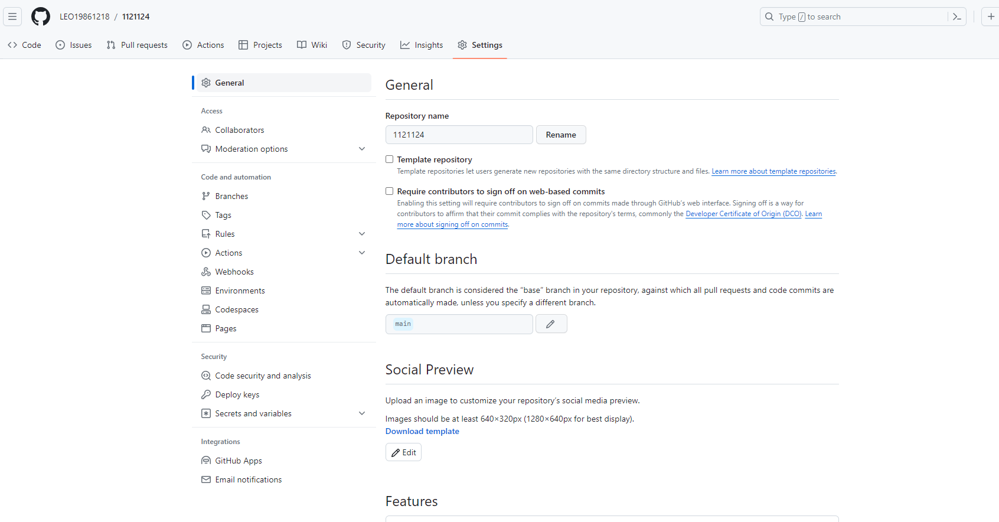 LEO19861218 / 1121124
Type / to search
Code Issues Pull requests Actions Projects Wiki Security Insights Settings
General
Access
Collaborators
Moderation options
Code and automation
Branches
Tags
Rules
Actions
Webhooks
Environments
Codespaces
Pages
Security
Code security and analysis
Deploy keys
Secrets and variables
Integrations
GitHub Apps
Email notifications
General
Repository name
1121124 Rename
Template repository
Template repositories let users generate new repositories with the same directory structure and files. Learn more about template repositories.
Require contributors to sign off on web-based commits
Enabling this setting will require contributors to sign off on commits made through GitHub's web interface. Signing off is a way for
contributors to affirm that their commit complies with the repository's terms, commonly the Developer Certificate of Origin (DCO). Learn
more about signing off on commits.
Default branch
The default branch is considered the “base” branch in your repository, against which all pull requests and code commits are
automatically made, unless you specify a different branch.
main
Social Preview
Upload an image to customize your repository’s social media preview.
Images should be at least 640×320px (1280×640px for best display).
Download template
Edit
Features